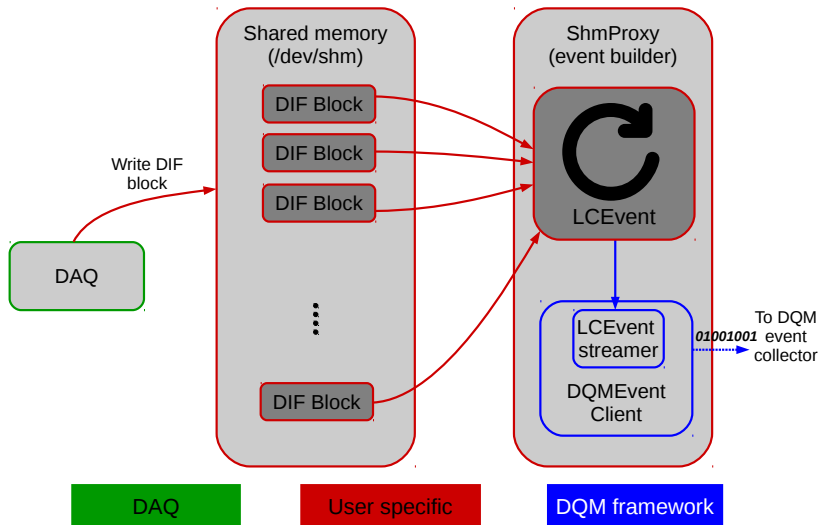 Shared memory
(/dev/shm)
ShmProxy
(event builder)
DIF Block
DIF Block
DIF Block
Write DIF
block
LCEvent
DAQ
LCEvent
streamer
01001001
To DQM
event
collector
DIF Block
DQMEvent
Client
DAQ
User specific
DQM framework